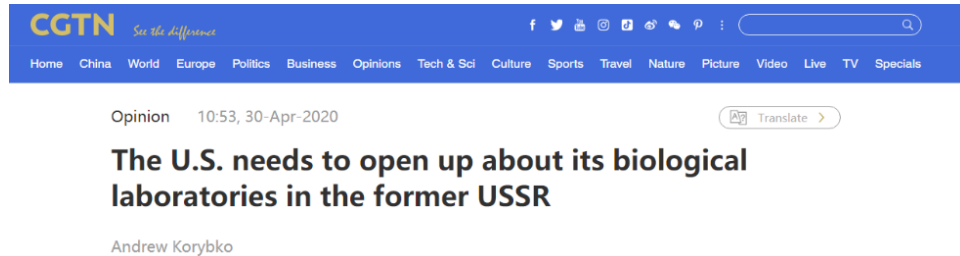 CGTN See the difference
Home China World Europe Politics Business Opinions Tech & Sci Culture Sports Travel Nature Picture Video Live TV Specials
Opinion 10:53, 30-Apr-2020 Translate >
The U.S. needs to open up about its biological
laboratories in the former USSR
Andrew Korybko